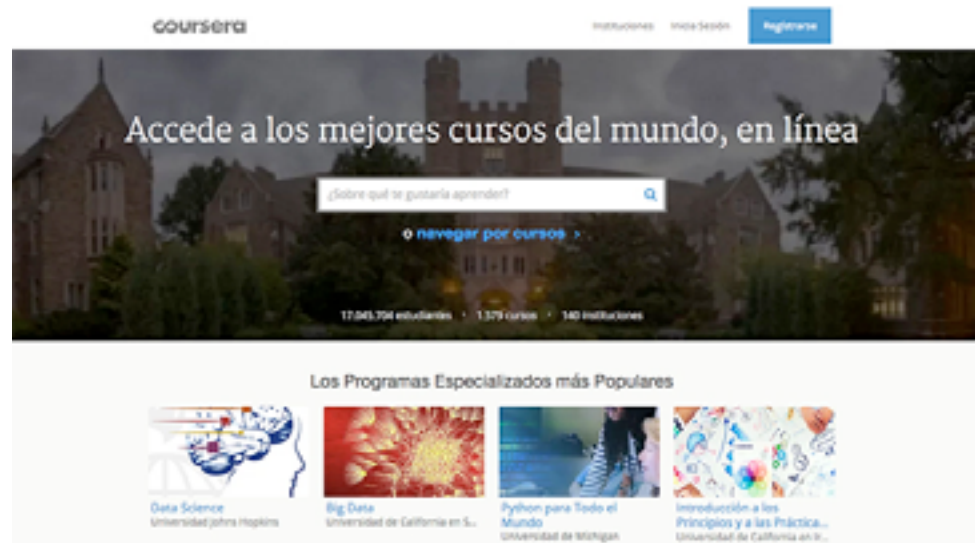 coursera
Instituciones Inicia Sesión Registrarse
Accede a los mejores cursos del mundo, en línea
¿Sobre qué te gustaría aprender?
o navegar por cursos ›
17.045.704 estudiantes · 1.379 cursos · 140 instituciones
Los Programas Especializados más Populares
Data Science
Universidad Johns Hopkins
Big Data
Universidad de California en S...
Python para Todo el
Mundo
Universidad de Michigan
Introducción a los
Principios y a las Práctica...
Universidad de California en Ir...